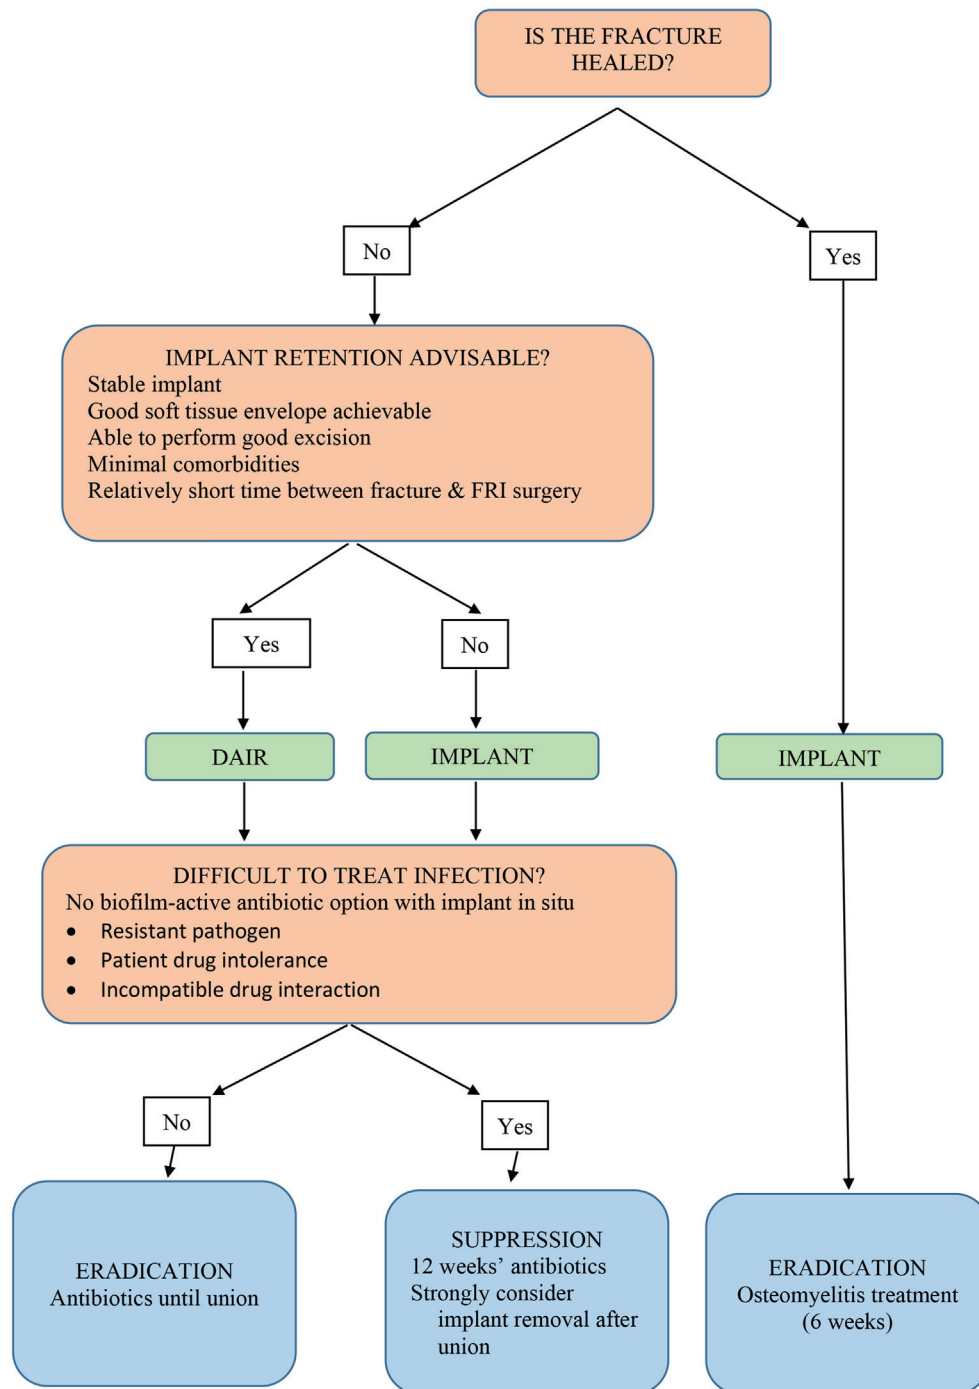 IS THE FRACTURE
HEALED?
No
Yes
IMPLANT RETENTION ADVISABLE?
Stable implant
Good soft tissue envelope achievable
Able to perform good excision
Minimal comorbidities
Relatively short time between fracture & FRI surgery
Yes
No
DAIR
IMPLANT
IMPLANT
DIFFICULT TO TREAT INFECTION?
No biofilm-active antibiotic option with implant in situ
• Resistant pathogen
• Patient drug intolerance
• Incompatible drug interaction
No
Yes
ERADICATION
Antibiotics until union
SUPPRESSION
12 weeks’ antibiotics
Strongly consider
implant removal after
union
ERADICATION
Osteomyelitis treatment
(6 weeks)